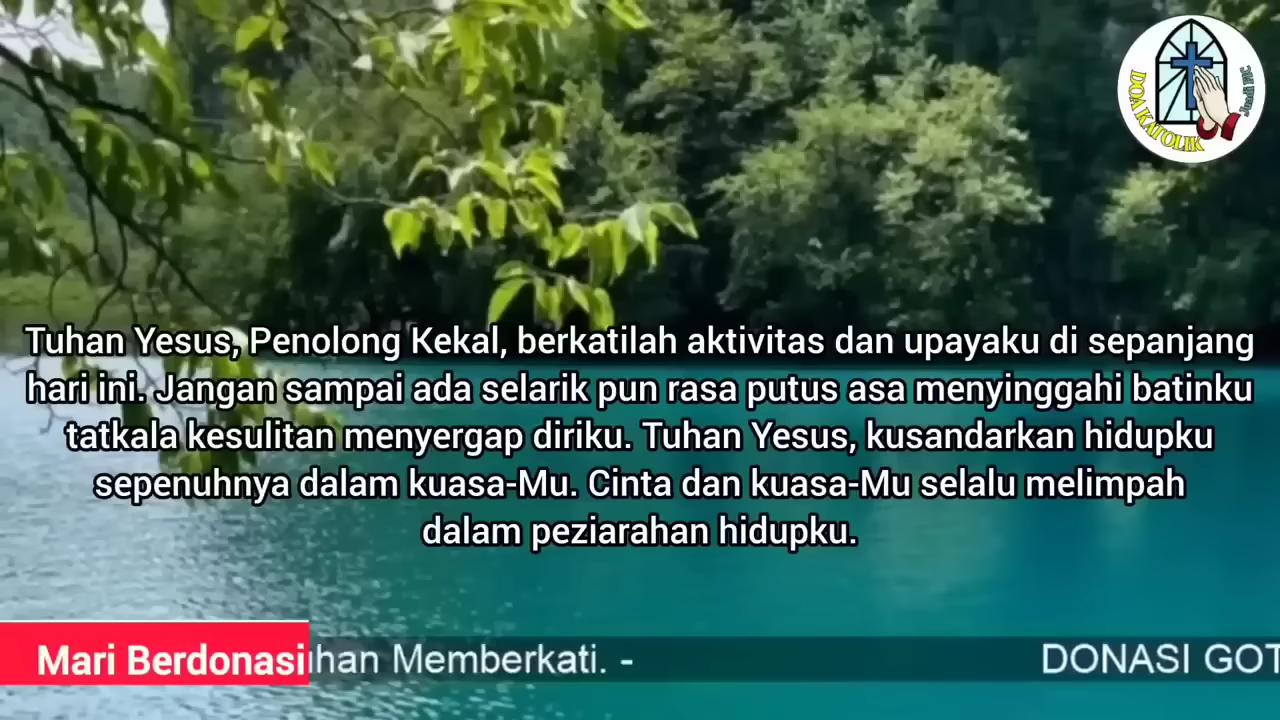 DOA KATOLIK
Tuhan Yesus, Penolong Kekal, berkatilah aktivitas dan upayaku di sepanjang
hari ini. Jangan sampai ada selarik pun rasa putus asa menyinggahi batinku
tatkala kesulitan menyergap diriku. Tuhan Yesus, kusandarkan hidupku
sepenuhnya dalam kuasa-Mu. Cinta dan kuasa-Mu selalu melimpah
dalam peziarahan hidupku.
Mari Berdonasi
Memberkati. -
DONASI